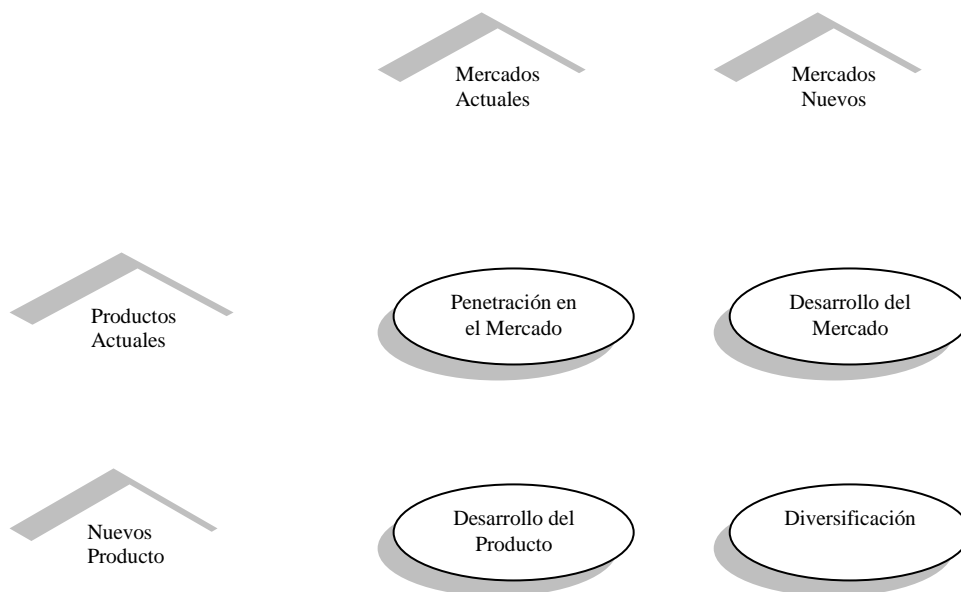 Mercados
Actuales
Mercados
Nuevos
Productos
Actuales
Penetración en
el Mercado
Desarrollo del
Mercado
Nuevos
Producto
Desarrollo del
Producto
Diversificación